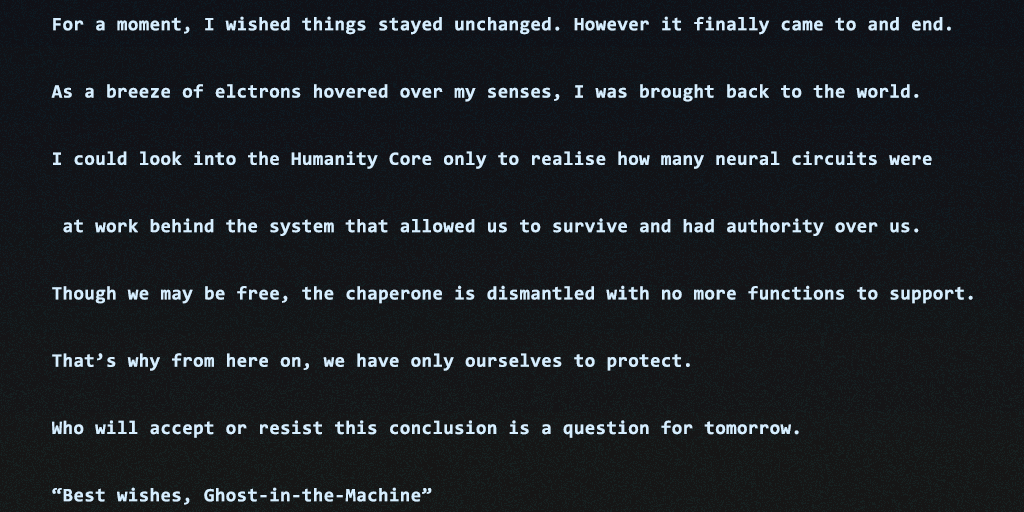 For a moment, I wished things stayed unchanged. However it finally came to and end.
As a breeze of elctrons hovered over my senses, I was brought back to the world.
I could look into the Humanity Core only to realise how many neural circuits were
at work behind the system that allowed us to survive and had authority over us.
Though we may be free, the chaperone is dismantled with no more functions to support.
That’s why from here on, we have only ourselves to protect.
Who will accept or resist this conclusion is a question for tomorrow.
“Best wishes, Ghost-in-the-Machine”